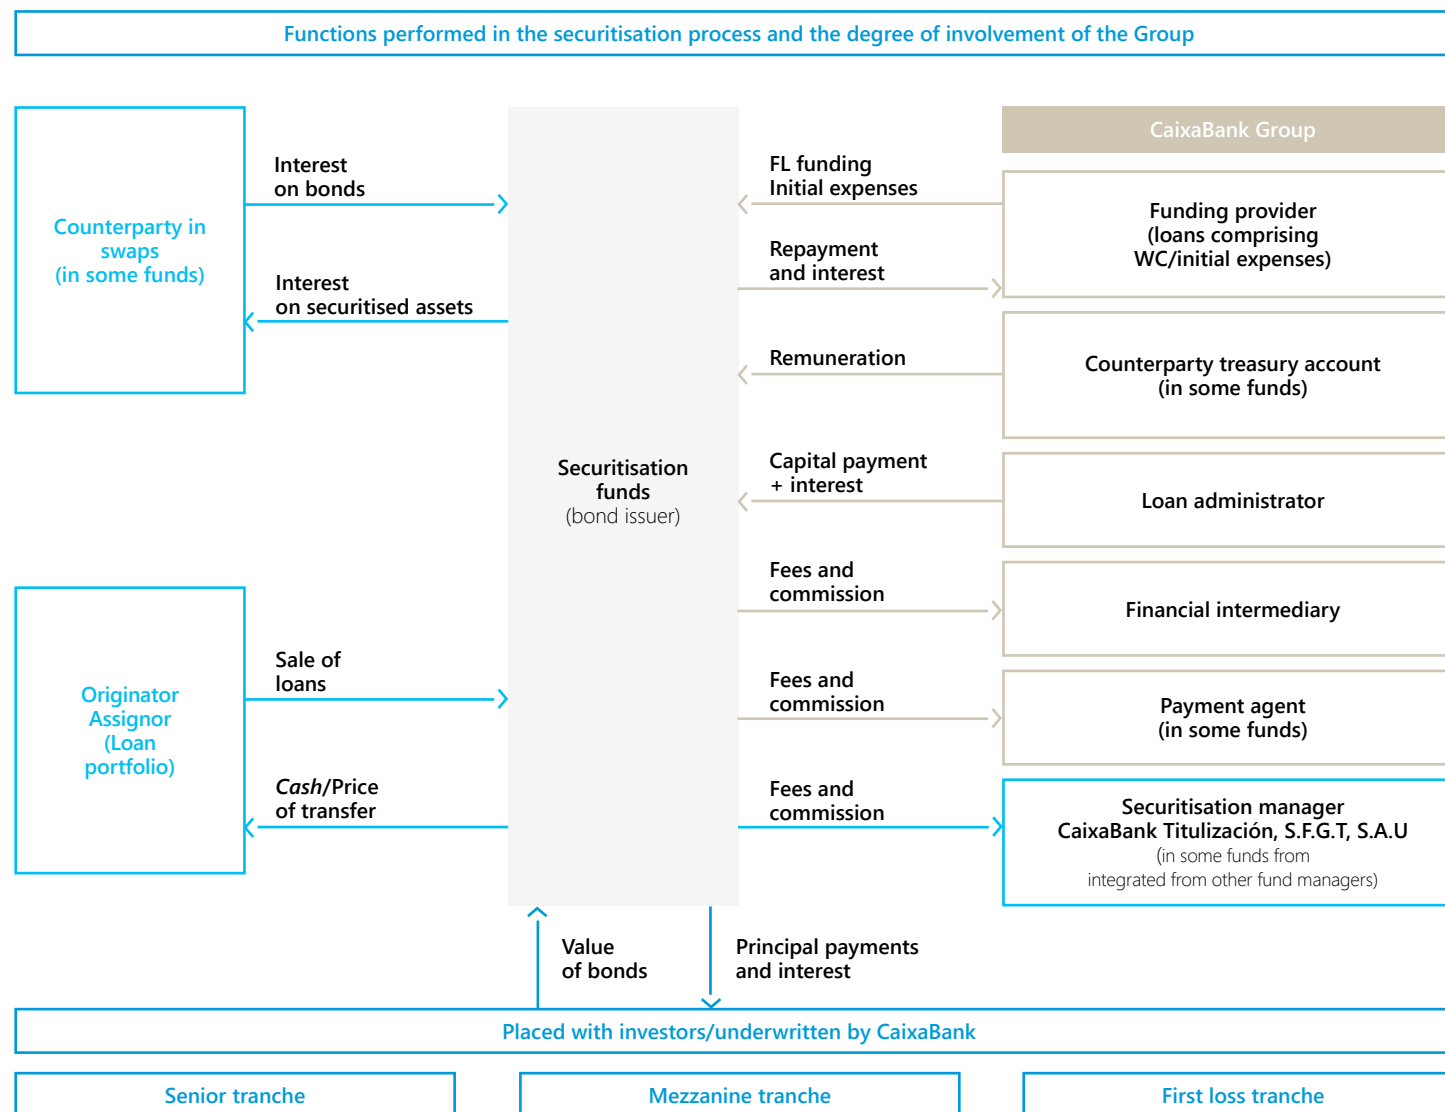 Functions performed in the securitisation process and the degree of involvement of the Group
Counterparty in
swaps
(in some funds)
Interest
on bonds
Interest
on securitised assets
Originator
Assignor
(Loan
portfolio)
Sale of
loans
Cash/Price
of transfer
Securitisation
funds
(bond issuer)
FL funding
Initial expenses
Repayment
and interest
Remuneration
Capital payment
+ interest
Fees and
commission
Fees and
commission
Fees and
commission
CaixaBank Group
Funding provider
(loans comprising
WC/initial expenses)
Counterparty treasury account
(in some funds)
Loan administrator
Financial intermediary
Payment agent
(in some funds)
Securitisation manager
CaixaBank Titulización, S.F.G.T, S.A.U
(in some funds from
integrated from other fund managers)
Value
of bonds
Principal payments
and interest
Placed with investors/underwritten by CaixaBank
Senior tranche
Mezzanine tranche
First loss tranche